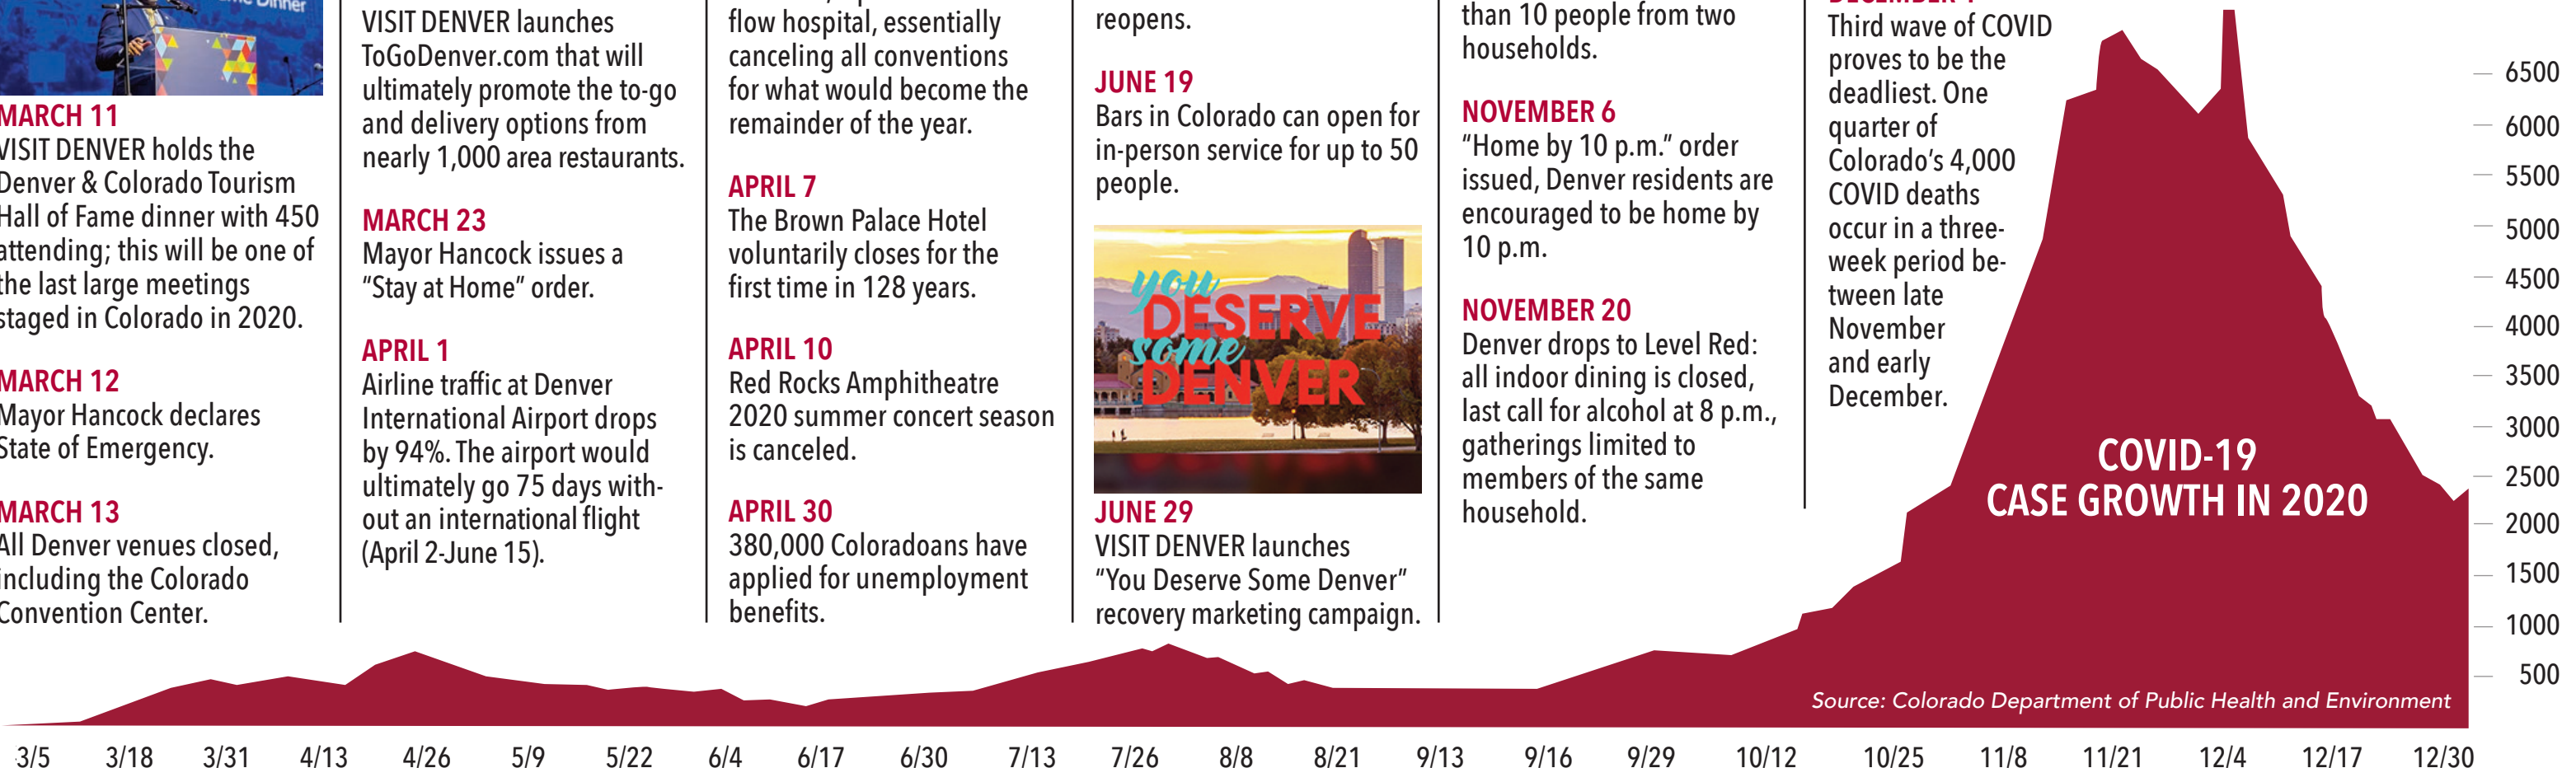 me Dinner
MARCH 11
VISIT DENVER holds the
Denver & Colorado Tourism
Hall of Fame dinner with 450
attending; this will be one of
the last large meetings
staged in Colorado in 2020.
MARCH 12
Mayor Hancock declares
State of Emergency.
MARCH 13
All Denver venues closed,
including the Colorado
Convention Center.
VISIT DENVER launches
ToGoDenver.com that will
ultimately promote the to-go
and delivery options from
nearly 1,000 area restaurants.
MARCH 23
Mayor Hancock issues a
“Stay at Home” order.
APRIL 1
Airline traffic at Denver
International Airport drops
by 94%. The airport would
ultimately go 75 days with-
out an international flight
(April 2-June 15).
flow hospital, essentially
canceling all conventions
for what would become the
remainder of the year.
APRIL 7
The Brown Palace Hotel
voluntarily closes for the
first time in 128 years.
APRIL 10
Red Rocks Amphitheatre
2020 summer concert season
is canceled.
APRIL 30
380,000 Coloradoans have
applied for unemployment
benefits.
reopens.
JUNE 19
Bars in Colorado can open for
in-person service for up to 50
people.
you
DESERVE
some
DENVER
JUNE 29
VISIT DENVER launches
“You Deserve Some Denver”
recovery marketing campaign.
than 10 people from two
households.
NOVEMBER 6
“Home by 10 p.m.” order
issued, Denver residents are
encouraged to be home by
10 p.m.
NOVEMBER 20
Denver drops to Level Red:
all indoor dining is closed,
last call for alcohol at 8 p.m.,
gatherings limited to
members of the same
household.
Third wave of COVID
proves to be the
deadliest. One
quarter of
Colorado’s 4,000
COVID deaths
occur in a three-
week period be-
tween late
November
and early
December.
COVID-19
CASE GROWTH IN 2020
6500
6000
5500
5000
4500
4000
3500
3000
2500
2000
1500
1000
500
Source: Colorado Department of Public Health and Environment
3/5 3/18 3/31 4/13 4/26 5/9 5/22 6/4 6/17 6/30 7/13 7/26 8/8 8/21 9/13 9/16 9/29 10/12 10/25 11/8 11/21 12/4 12/17 12/30